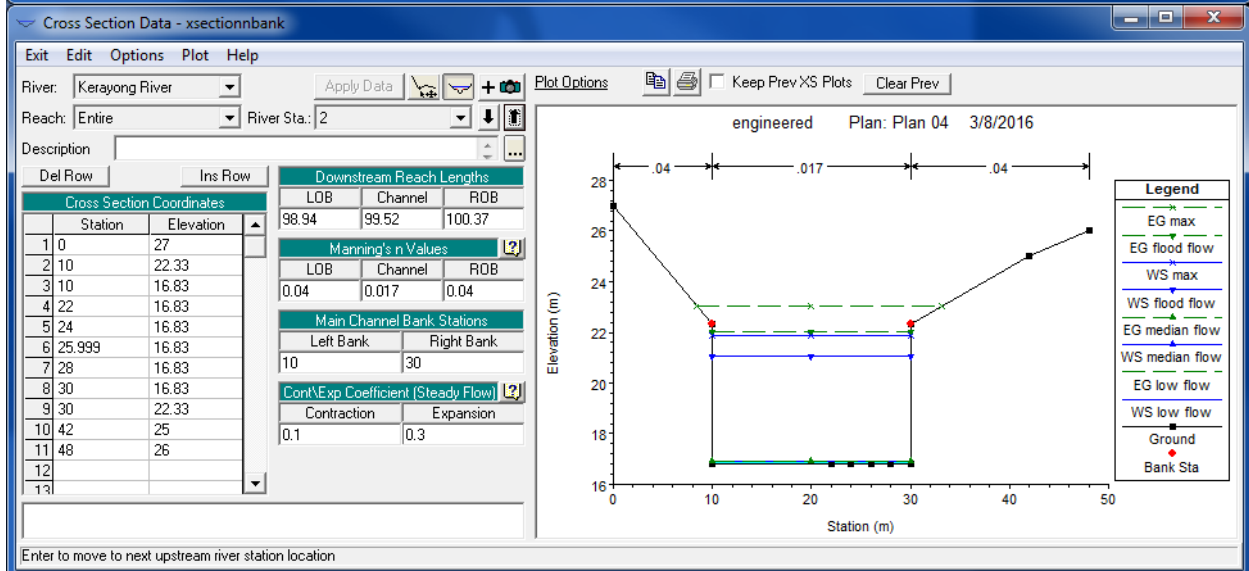 Cross Section Data - xsectionnbank
Exit Edit Options Plot Help
River: Kerayong River Apply Data + Plot Options Keep Prev XS Plots Clear Prev
Reach: Entire River Sta.: 2
Description ...
Del Row Ins Row
Cross Section Coordinates
Station Elevation
1 0 27
2 10 22.33
3 10 16.83
4 22 16.83
5 24 16.83
6 25.999 16.83
7 28 16.83
8 30 16.83
9 30 22.33
10 42 25
11 48 26
12
13
Downstream Reach Lengths
LOB Channel ROB
98.94 99.52 100.37
Manning's n Values ?
LOB Channel ROB
0.04 0.017 0.04
Main Channel Bank Stations
Left Bank Right Bank
10 30
Cont\Exp Coefficient (Steady Flow) ?
Contraction Expansion
0.1 0.3
engineered Plan: Plan 04 3/8/2016
.04 .017 .04
28
26
24
22
20
18
16
Elevation (m)
0 10 20 30 40 50
Station (m)
Legend
EG max
EG flood flow
WS max
WS flood flow
EG median flow
WS median flow
EG low flow
WS low flow
Ground
Bank Sta
Enter to move to next upstream river station location